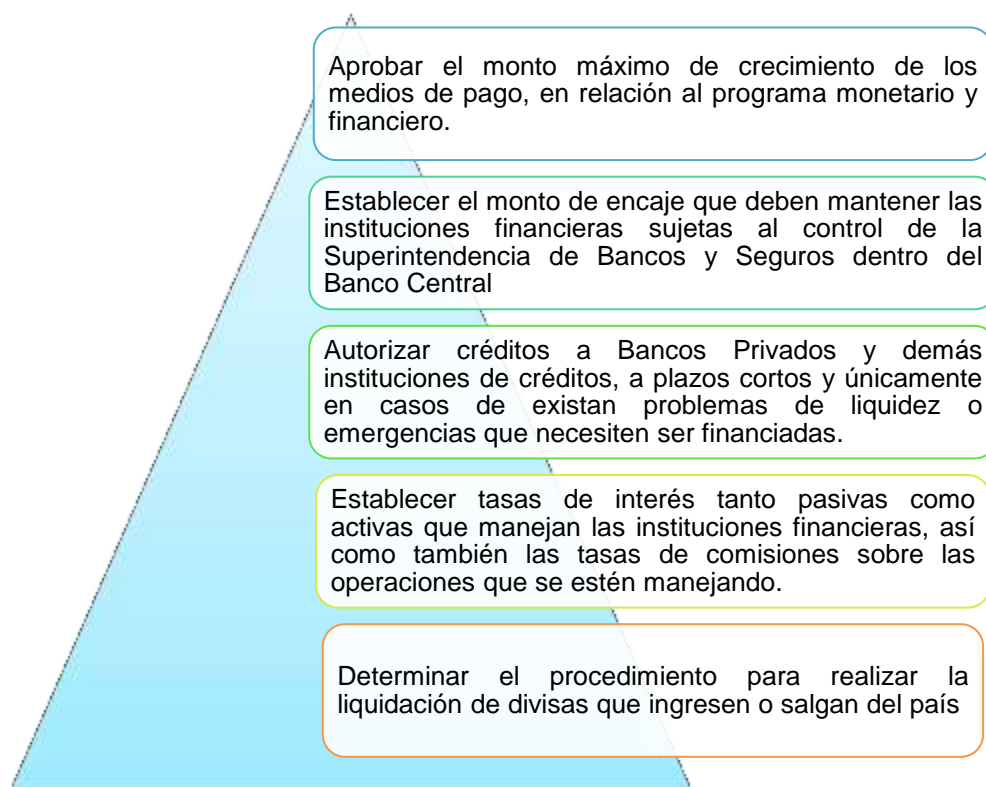 Aprobar el monto máximo de crecimiento de los
medios de pago, en relación al programa monetario y
financiero.
Establecer el monto de encaje que deben mantener las
instituciones financieras sujetas al control de la
Superintendencia de Bancos y Seguros dentro del
Banco Central
Autorizar créditos a Bancos Privados y demás
instituciones de créditos, a plazos cortos y únicamente
en casos de existan problemas de liquidez o
emergencias que necesiten ser financiadas.
Establecer tasas de interés tanto pasivas como
activas que manejan las instituciones financieras, así
como también las tasas de comisiones sobre las
operaciones que se estén manejando.
Determinar el procedimiento para realizar la
liquidación de divisas que ingresen o salgan del país